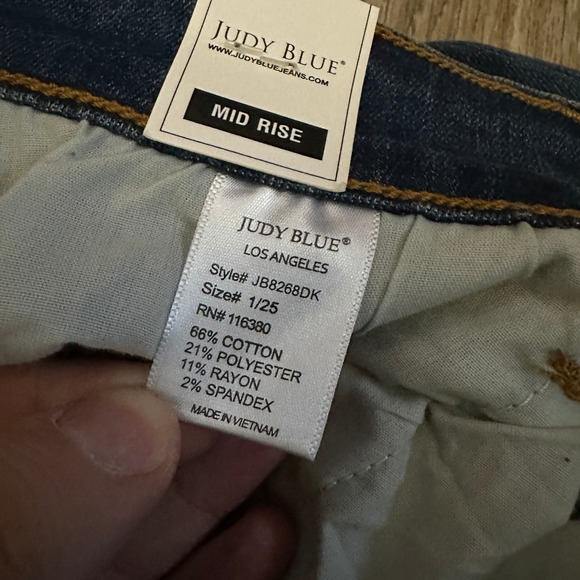 JUDY BLUE®
WWW.JUDYBLUEJEANS.COM
MID RISE
JUDY BLUE®
LOS ANGELES
Style# JB8268DK
Size# 1/25
RN# 116380
66% COTTON
21% POLYESTER
11% RAYON
2% SPANDEX
MADE IN VIETNAM